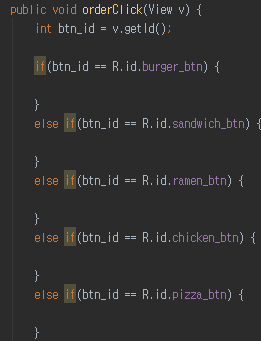 public void orderClick(View v) {
int btn_id = v.getId();
if(btn_id == R.id.burger_btn) {
}
else if(btn_id == R.id.sandwich_btn) {
}
else if(btn_id == R.id.ramen_btn) {
}
else if(btn_id == R.id.chicken_btn) {
}
else if(btn_id == R.id.pizza_btn) {
}